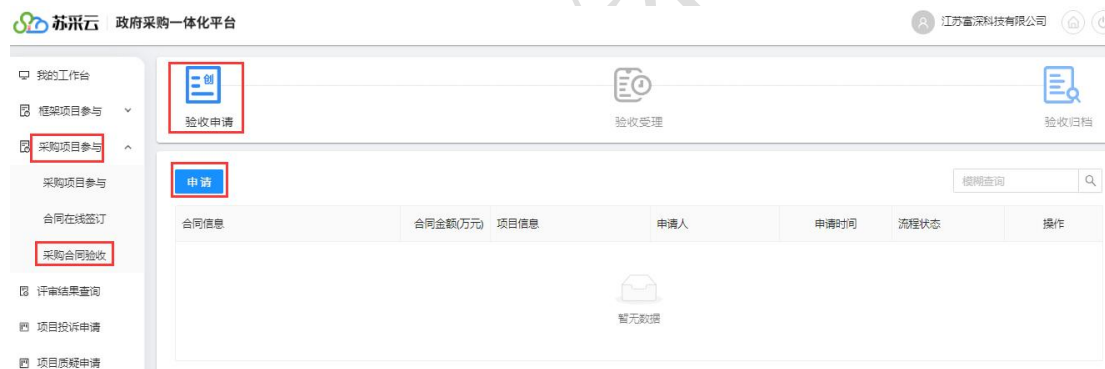 苏采云 政府采购一体化平台 江苏富深科技有限公司
我的工作台
框架项目参与
采购项目参与
采购项目参与
合同在线签订
采购合同验收
评审结果查询
项目投诉申请
项目质疑申请
验收申请 验收受理 验收归档
申请 模糊查询
合同信息 合同金额(万元) 项目信息 申请人 申请时间 流程状态 操作
暂无数据